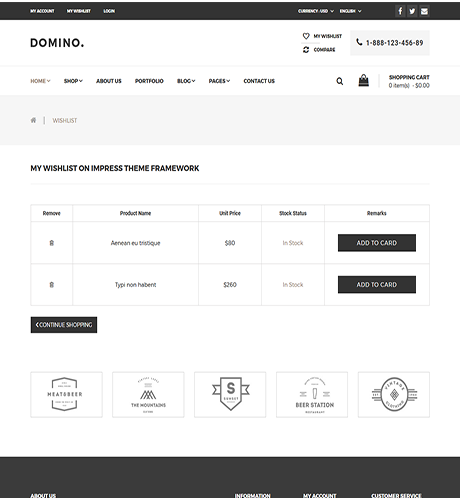 MY ACCOUNT MY WISHLIST LOGIN CURRENCY : USD ENGLISH
DOMINO.
MY WISHLIST
COMPARE
1-888-123-456-89
HOME SHOP ABOUT US PORTFOLIO BLOG PAGES CONTACT US
SHOPPING CART
0 item(s) - $0.00
WISHLIST
MY WISHLIST ON IMPRESS THEME FRAMEWORK
Remove Product Name Unit Price Stock Status Remarks
Aenean eu tristique $80 In Stock ADD TO CARD
Typi non habent $260 In Stock ADD TO CARD
CONTINUE SHOPPING
MEAT&BEER
THE MOUNTAINS
S
SUNSET
BEER STATION
RESTAURANT
VINTAGE
CLOTHING
ABOUT US INFORMATION MY ACCOUNT CUSTOMER SERVICE